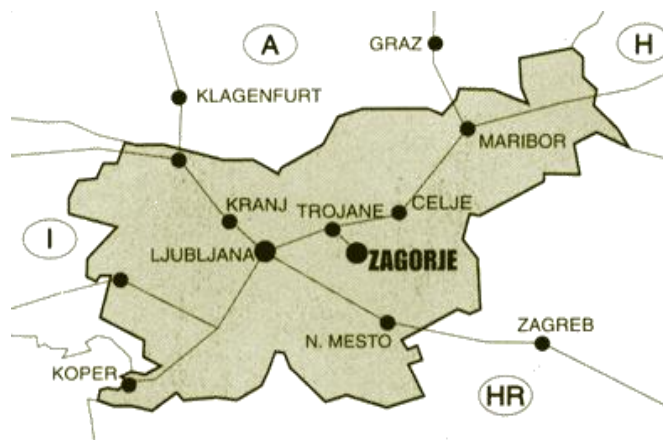 A
GRAZ
H
KLAGENFURT
MARIBOR
KRANJ
TROJANE
CELJE
I
LJUBLJANA
ZAGORJE
N. MESTO
ZAGREB
KOPER
HR